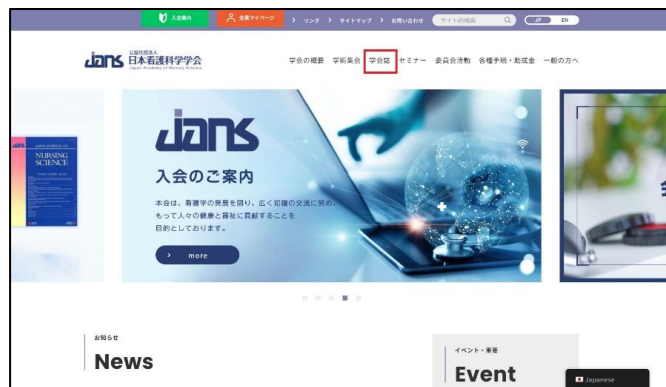 入会案内
会員マイページ
リンク
サイトマップ
お問い合わせ
サイト内検索
JP EN
jans
公益社団法人
日本看護科学学会
Japan Academy of Nursing Science
学会の概要 学術集会 学会誌 セミナー 委員会活動 各種手続・助成金 一般の方へ
NURSING
SCIENCE
jans
入会のご案内
本会は、看護学の発展を図り、広く知識の交流に努め、
もって人々の健康と福祉に貢献することを
目的としております。
more
お知らせ
News
イベント・重要
Event
Japanese